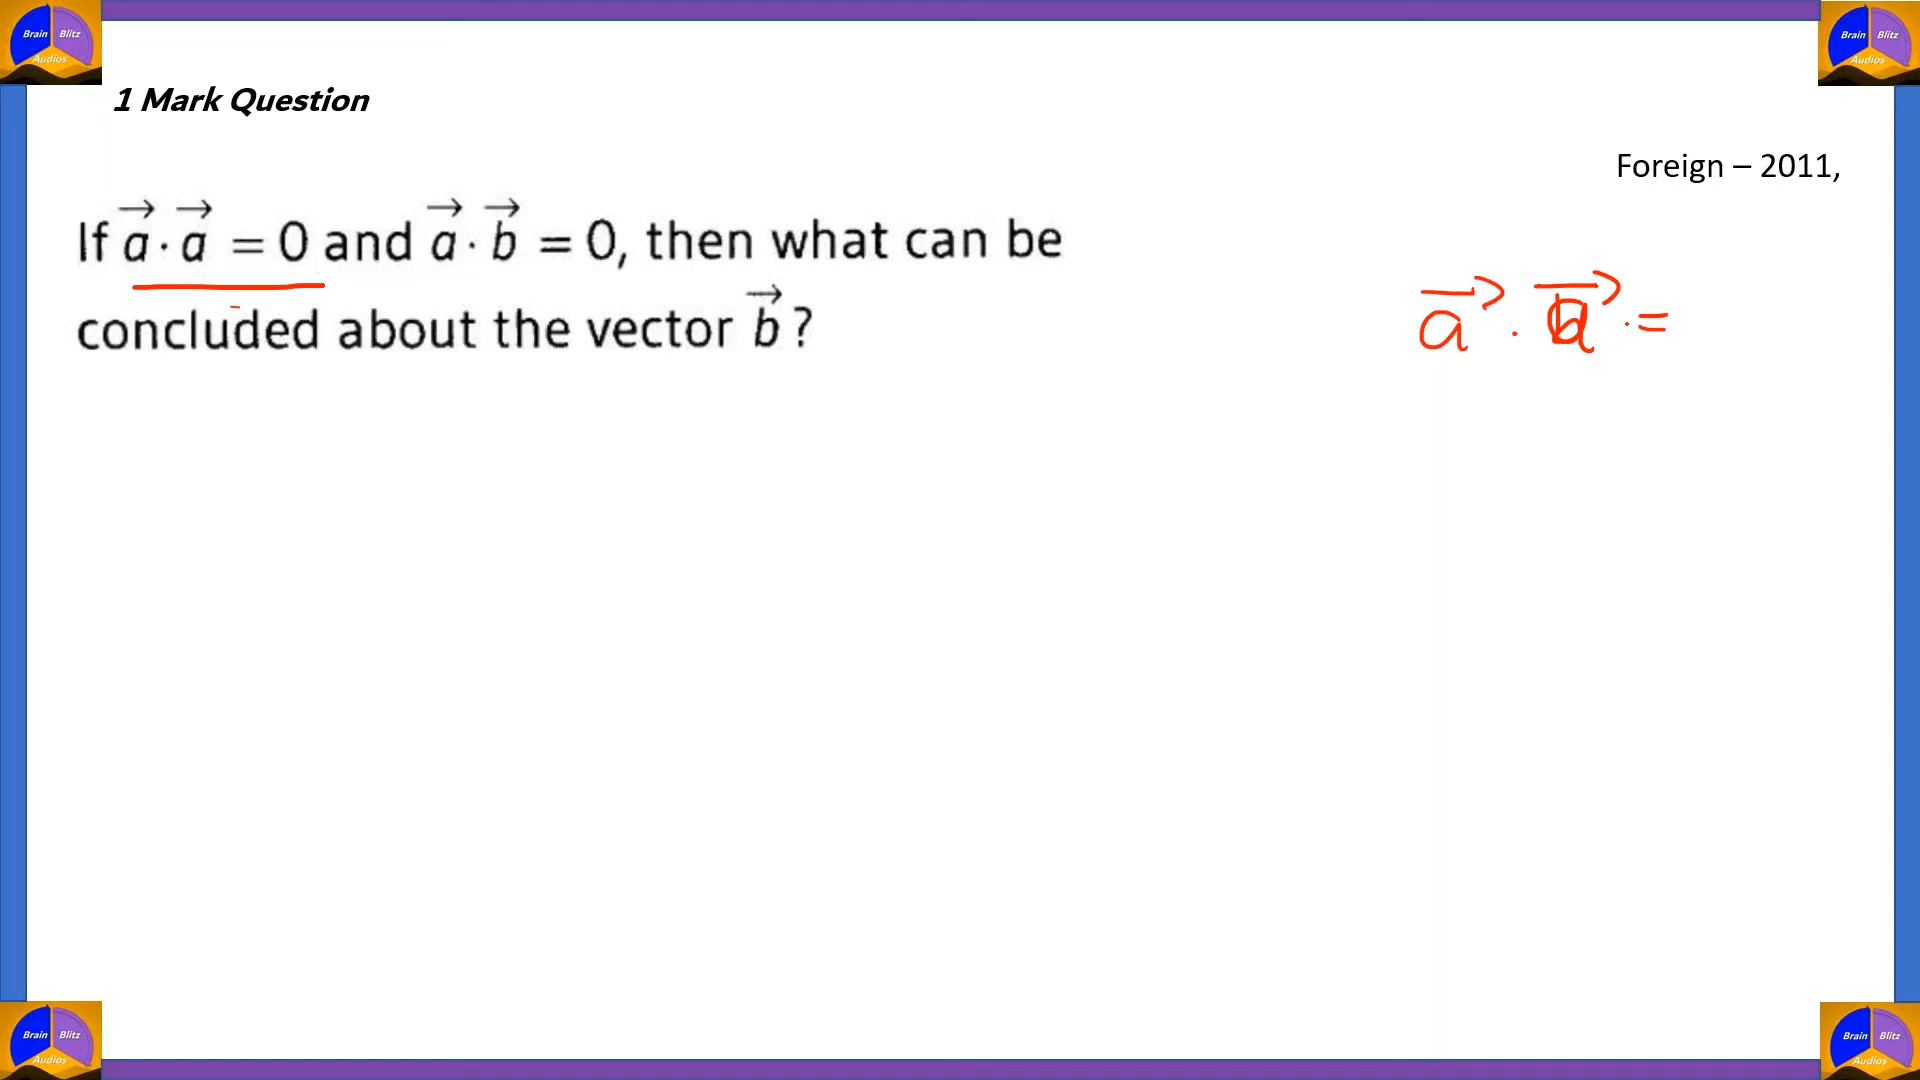 Brain Blitz
Audios
Brain Blitz
Audios
1 Mark Question
Foreign – 2011,
If a⃗ · a⃗ = 0 and a⃗ · b⃗ = 0, then what can be
concluded about the vector b⃗ ?
a⃗ · =
Brain Blitz
Audios
Brain Blitz
Audios